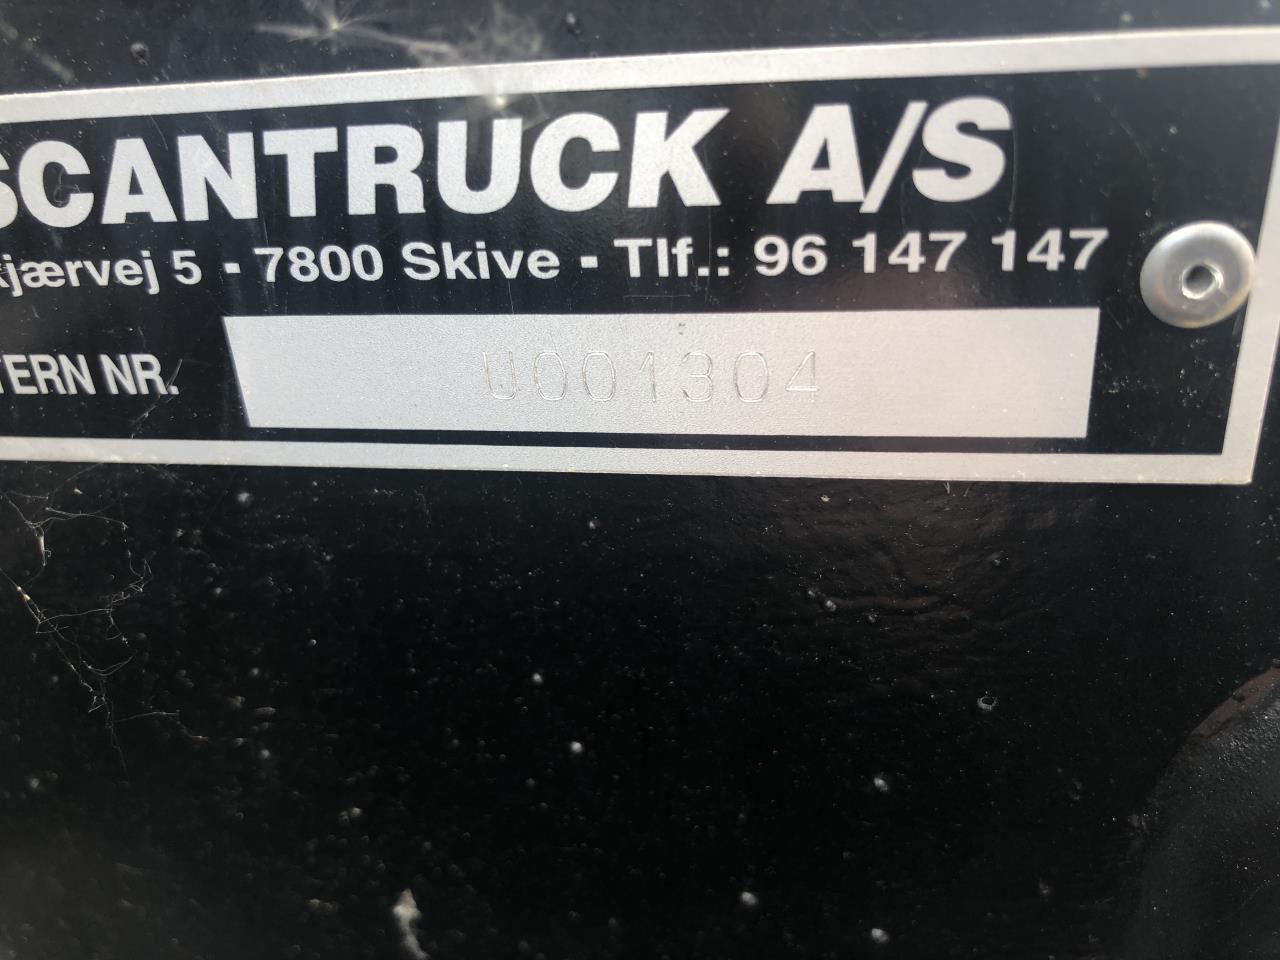 SCANTRUCK A/S
kjærvej 5 - 7800 Skive - Tlf.: 96 147 147
TERN NR. U001304